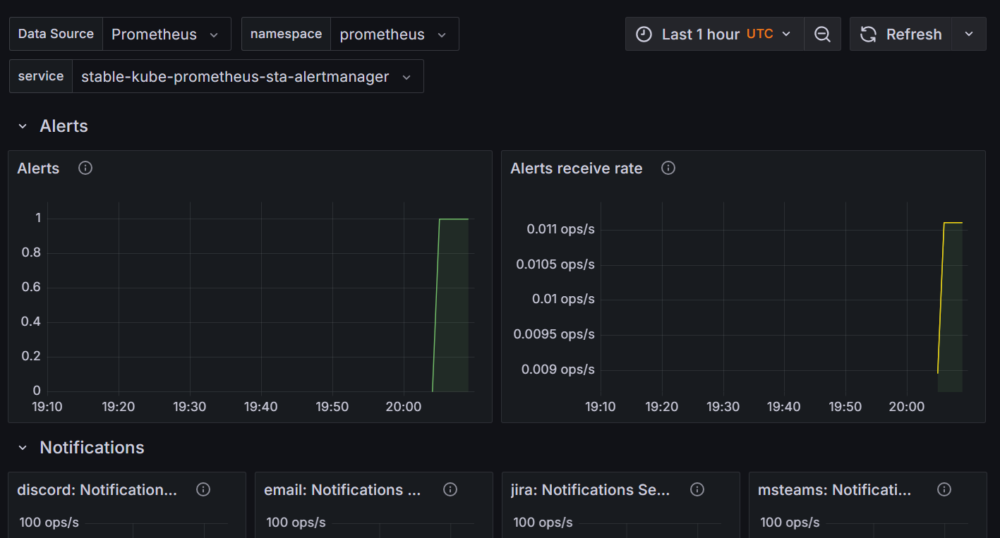 Data Source Prometheus namespace prometheus Last 1 hour UTC Refresh
service stable-kube-prometheus-sta-alertmanager
Alerts
Alerts
1
0.8
0.6
0.4
0.2
0
19:10 19:20 19:30 19:40 19:50 20:00
Alerts receive rate
0.011 ops/s
0.0105 ops/s
0.01 ops/s
0.0095 ops/s
0.009 ops/s
19:10 19:20 19:30 19:40 19:50 20:00
Notifications
discord: Notification...
100 ops/s
email: Notifications ...
100 ops/s
jira: Notifications Se...
100 ops/s
msteams: Notificati...
100 ops/s